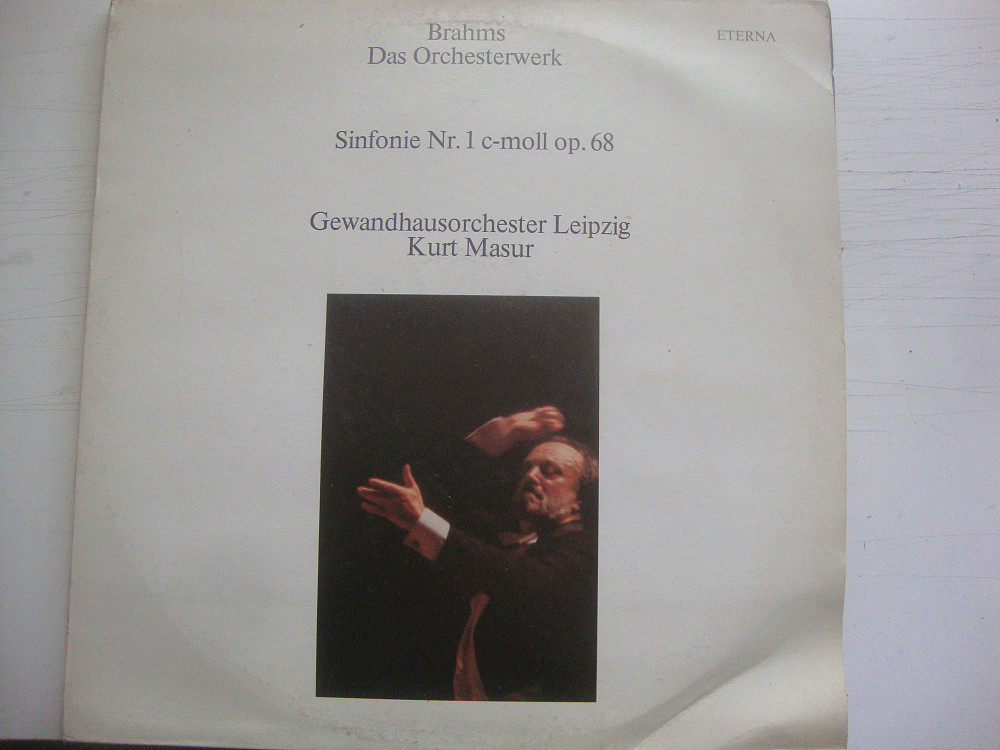 Brahms
Das Orchesterwerk
ETERNA
Sinfonie Nr. 1 c-moll op. 68
Gewandhausorchester Leipzig
Kurt Masur